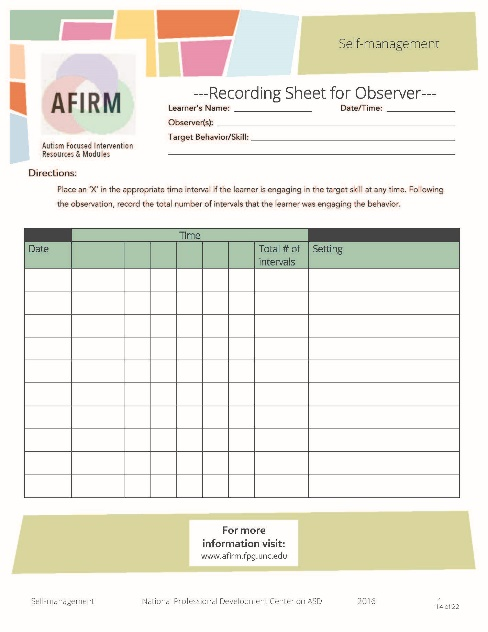 Self-management
AFIRM
Autism Focused Intervention
Resources & Modules
---Recording Sheet for Observer---
Learner's Name: Date/Time:
Observer(s):
Target Behavior/Skill:
Directions:
Place an 'X' in the appropriate time interval if the learner is engaging in the target skill at any time. Following
the observation, record the total number of intervals that the learner was engaging the behavior.
Time
Date Total # of Setting
intervals
For more
information visit:
www.afirm.fpg.unc.edu
Self-management National Professional Development Center on ASD 2016 1
14 of 22